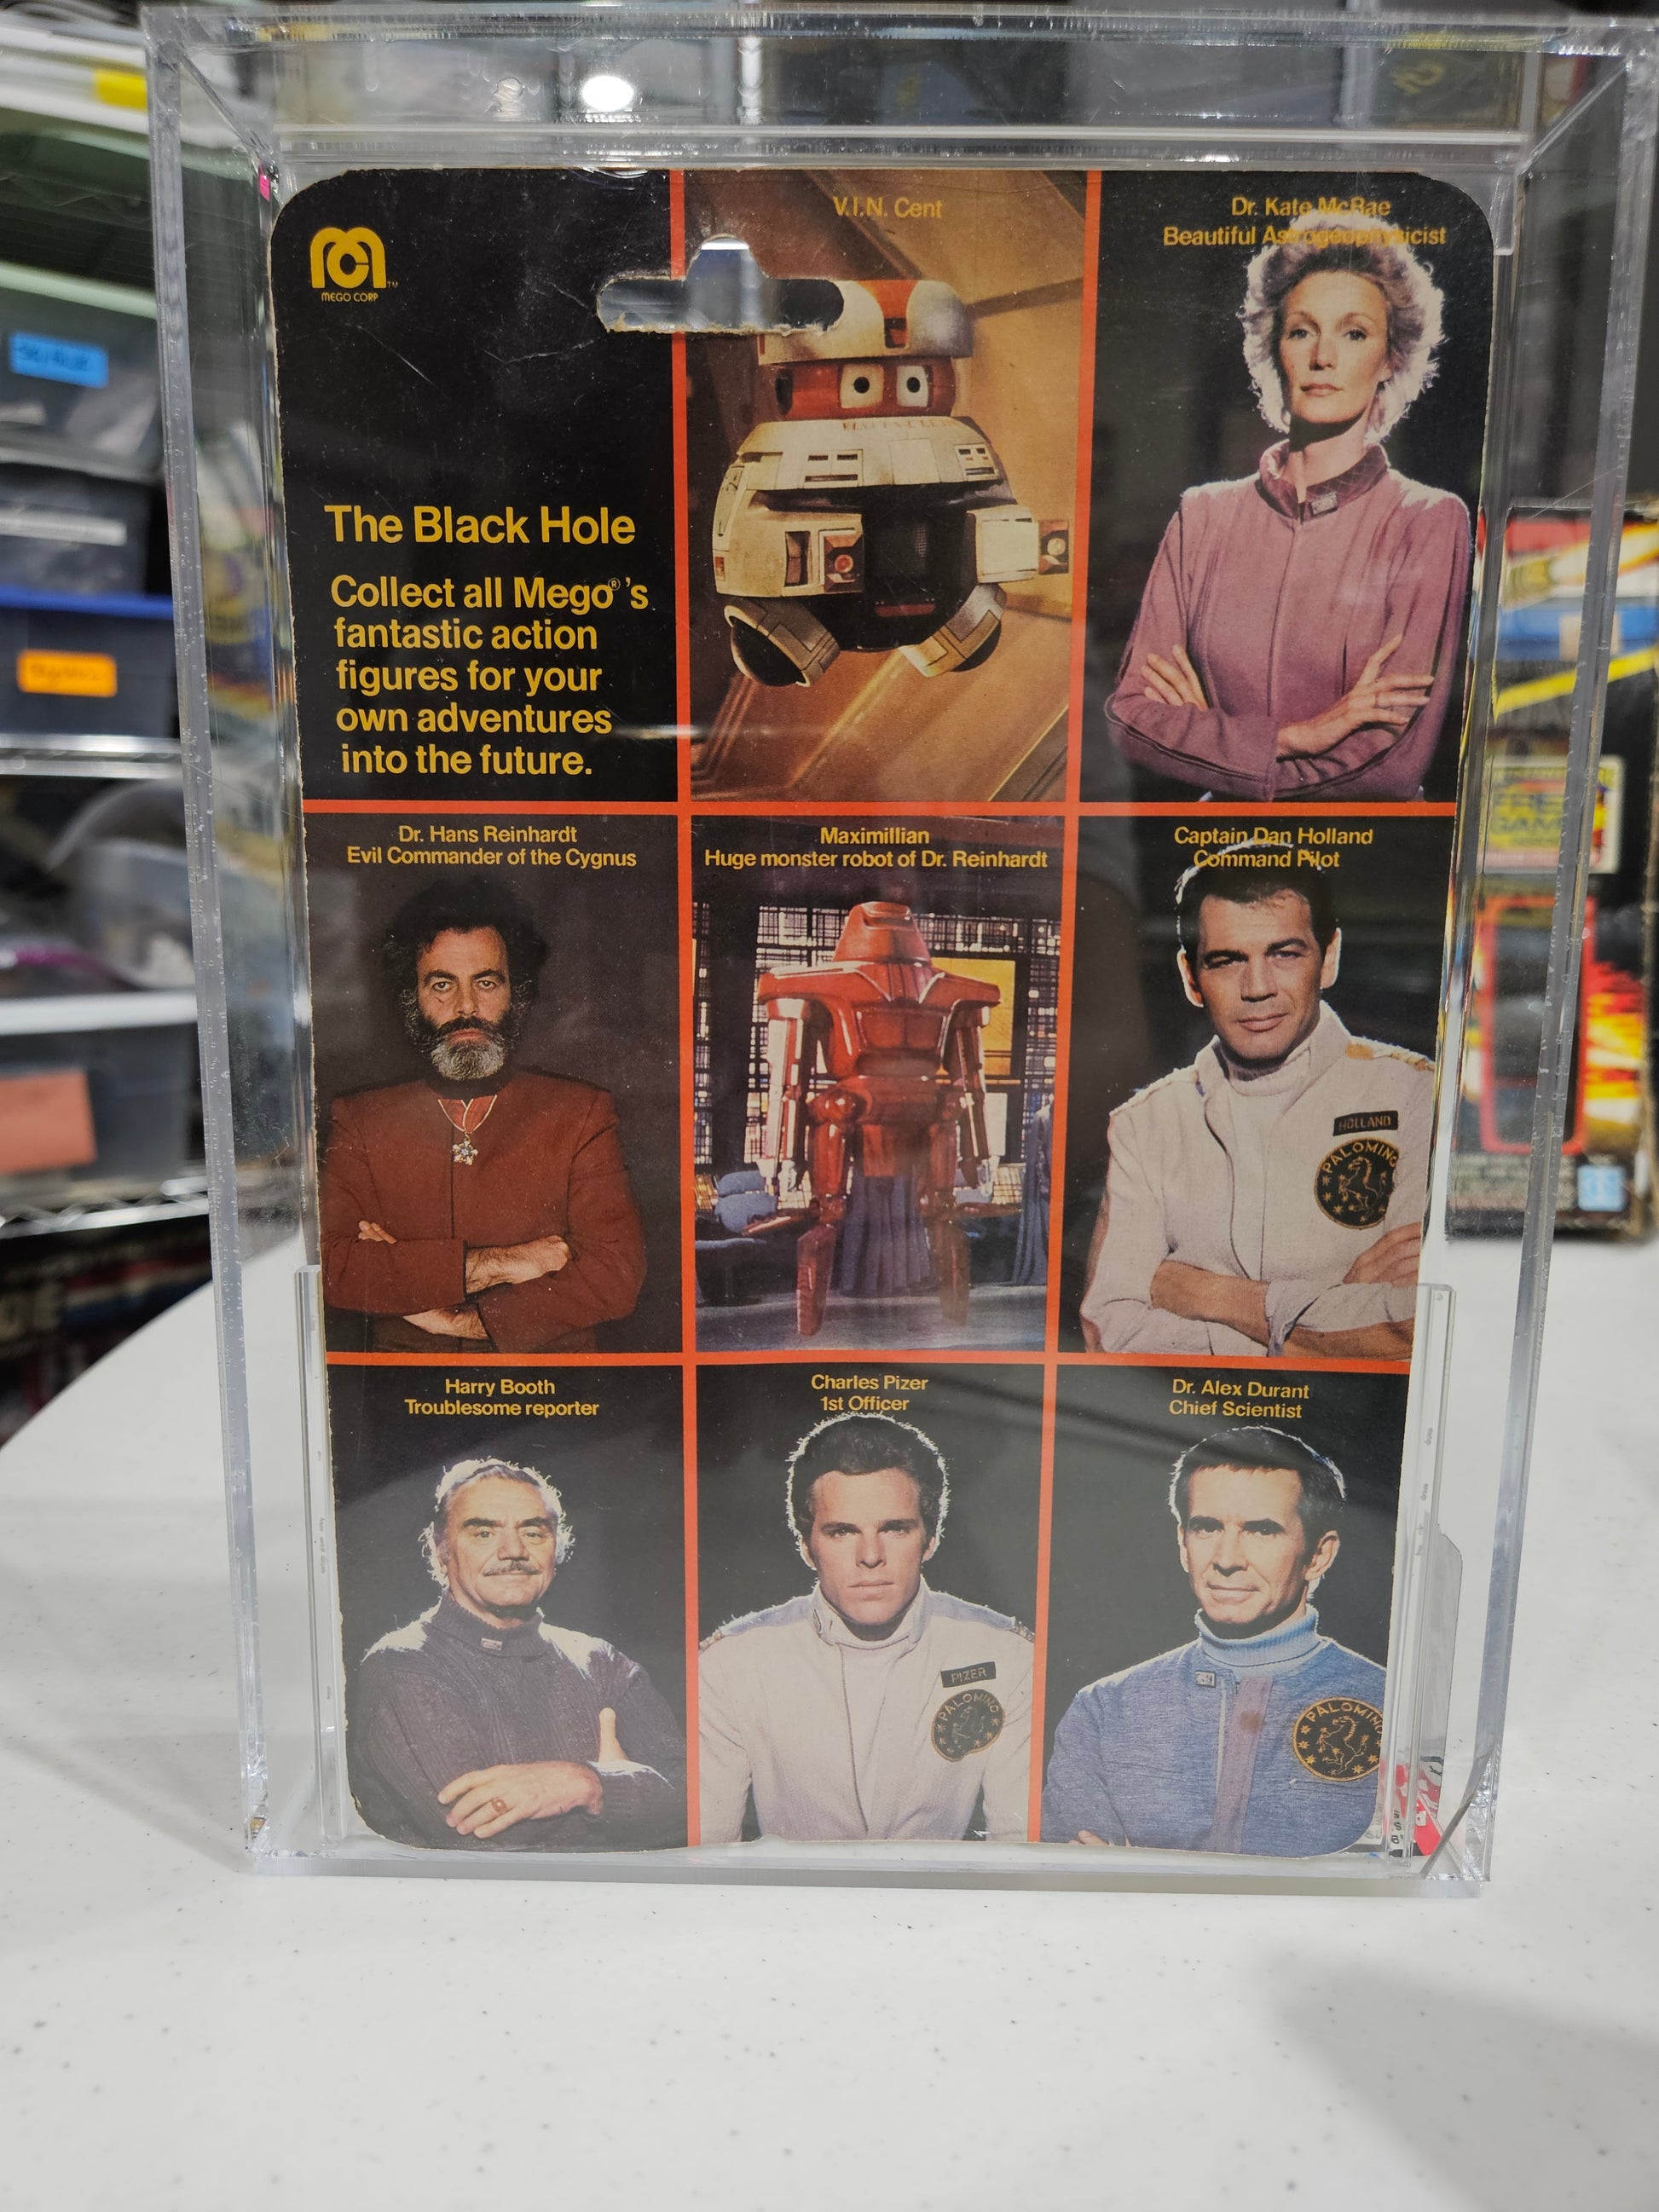 MEGO CORP
TM
The Black Hole
Collect all Mego®'s
fantastic action
figures for your
own adventures
into the future.
V.I.N. Cent
Dr. Kate McRae
Beautiful Astrogeophysicist
Dr. Hans Reinhardt
Evil Commander of the Cygnus
Maximillian
Huge monster robot of Dr. Reinhardt
Captain Dan Holland
Command Pilot
HOLLAND
PALOMINO
Harry Booth
Troublesome reporter
Charles Pizer
1st Officer
PIZER
PALOMINO
Dr. Alex Durant
Chief Scientist
PALOMINO